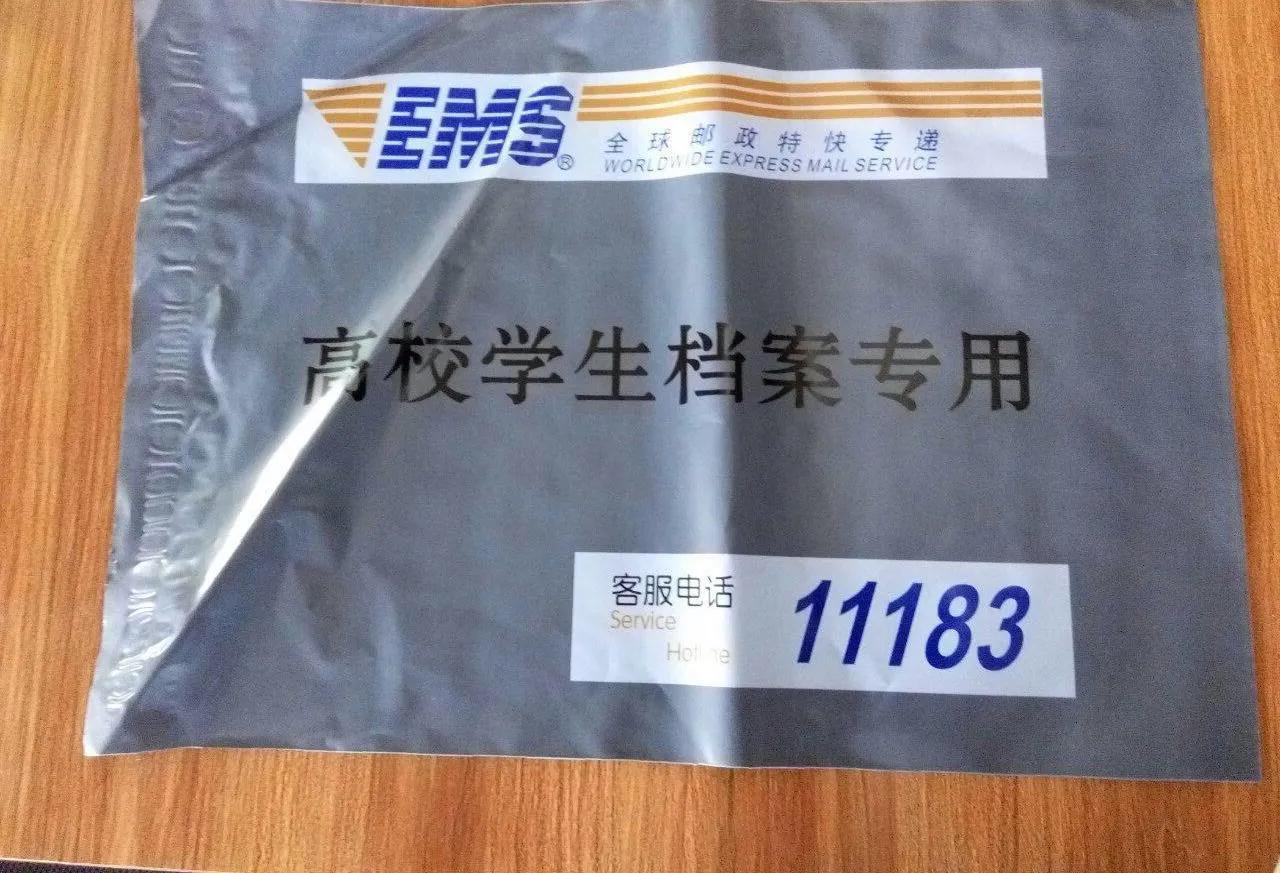 EMS®
全球邮政特快专递
WORLDWIDE EXPRESS MAIL SERVICE
高校学生档案专用
客服电话
Service
Hotline
11183